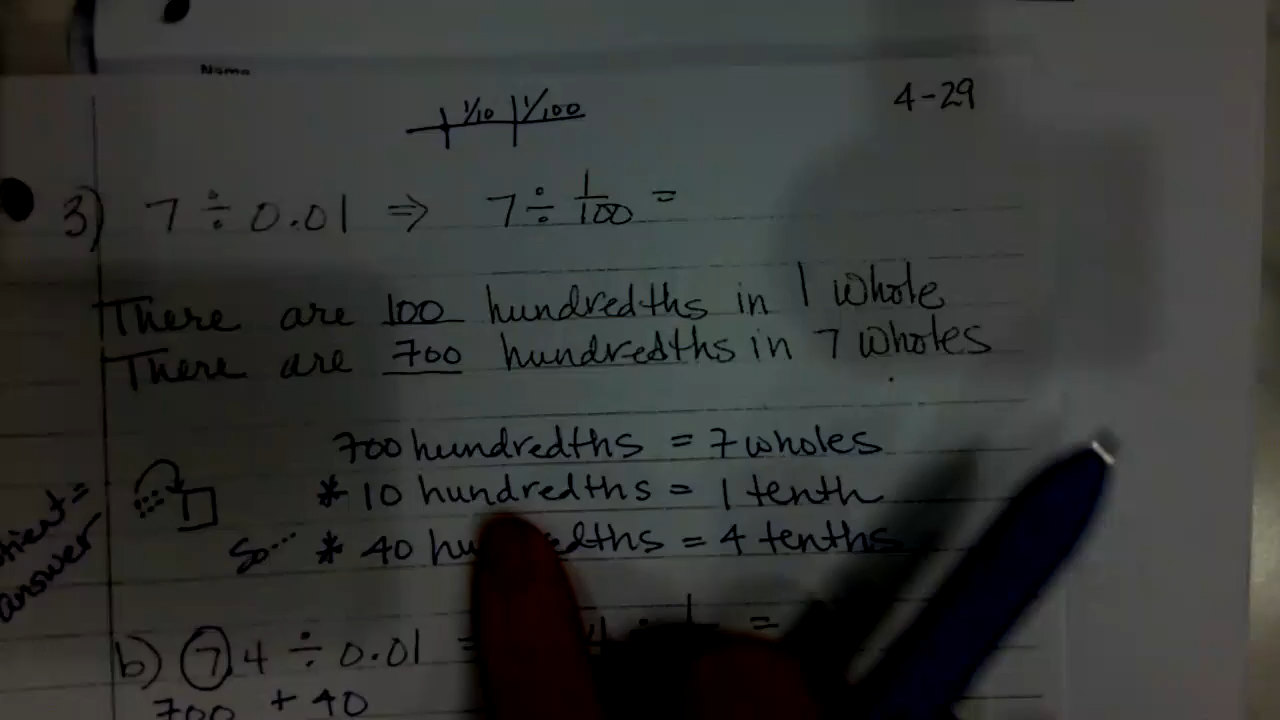 Name
4-29
1/10 | 1/100
3) 7 ÷ 0.01 ⇒ 7 ÷ 1/100 =
There are 100 hundredths in 1 whole
There are 700 hundredths in 7 wholes
700 hundredths = 7 wholes
* 10 hundredths = 1 tenth
So... * 40 hundredths = 4 tenths
answer
b) 7 4 ÷ 0.01 =
700 + 40